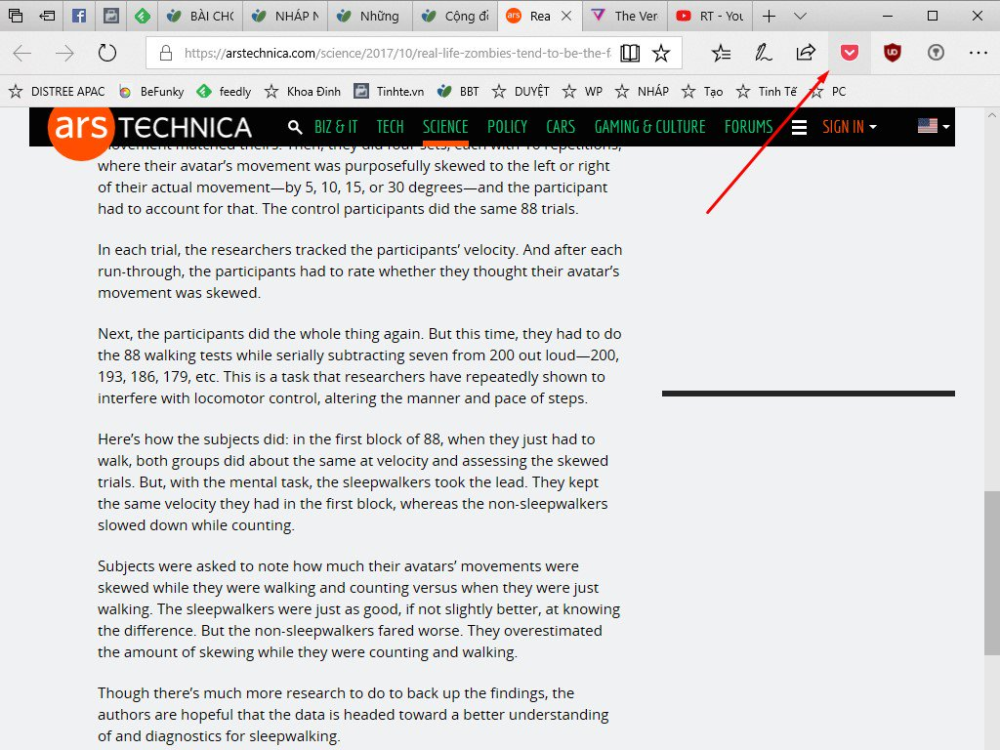 BÀI CHO
NHÁP N
Những
Cộng đồ
Rea
The Ver
RT - You
https://arstechnica.com/science/2017/10/real-life-zombies-tend-to-be-the-fa
DISTREE APAC
BeFunky
feedly
Khoa Đinh
Tinhte.vn
BBT
DUYỆT
WP
NHÁP
Tạo
Tinh Tế
PC
ars TECHNICA
BIZ & IT
TECH
SCIENCE
POLICY
CARS
GAMING & CULTURE
FORUMS
SIGN IN
movement matched theirs. Then, they did four sets, each with 10 repetitions,
where their avatar’s movement was purposefully skewed to the left or right
of their actual movement—by 5, 10, 15, or 30 degrees—and the participant
had to account for that. The control participants did the same 88 trials.
In each trial, the researchers tracked the participants’ velocity. And after each
run-through, the participants had to rate whether they thought their avatar’s
movement was skewed.
Next, the participants did the whole thing again. But this time, they had to do
the 88 walking tests while serially subtracting seven from 200 out loud—200,
193, 186, 179, etc. This is a task that researchers have repeatedly shown to
interfere with locomotor control, altering the manner and pace of steps.
Here’s how the subjects did: in the first block of 88, when they just had to
walk, both groups did about the same at velocity and assessing the skewed
trials. But, with the mental task, the sleepwalkers took the lead. They kept
the same velocity they had in the first block, whereas the non-sleepwalkers
slowed down while counting.
Subjects were asked to note how much their avatars’ movements were
skewed while they were walking and counting versus when they were just
walking. The sleepwalkers were just as good, if not slightly better, at knowing
the difference. But the non-sleepwalkers fared worse. They overestimated
the amount of skewing while they were counting and walking.
Though there’s much more research to do to back up the findings, the
authors are hopeful that the data is headed toward a better understanding
of and diagnostics for sleepwalking.